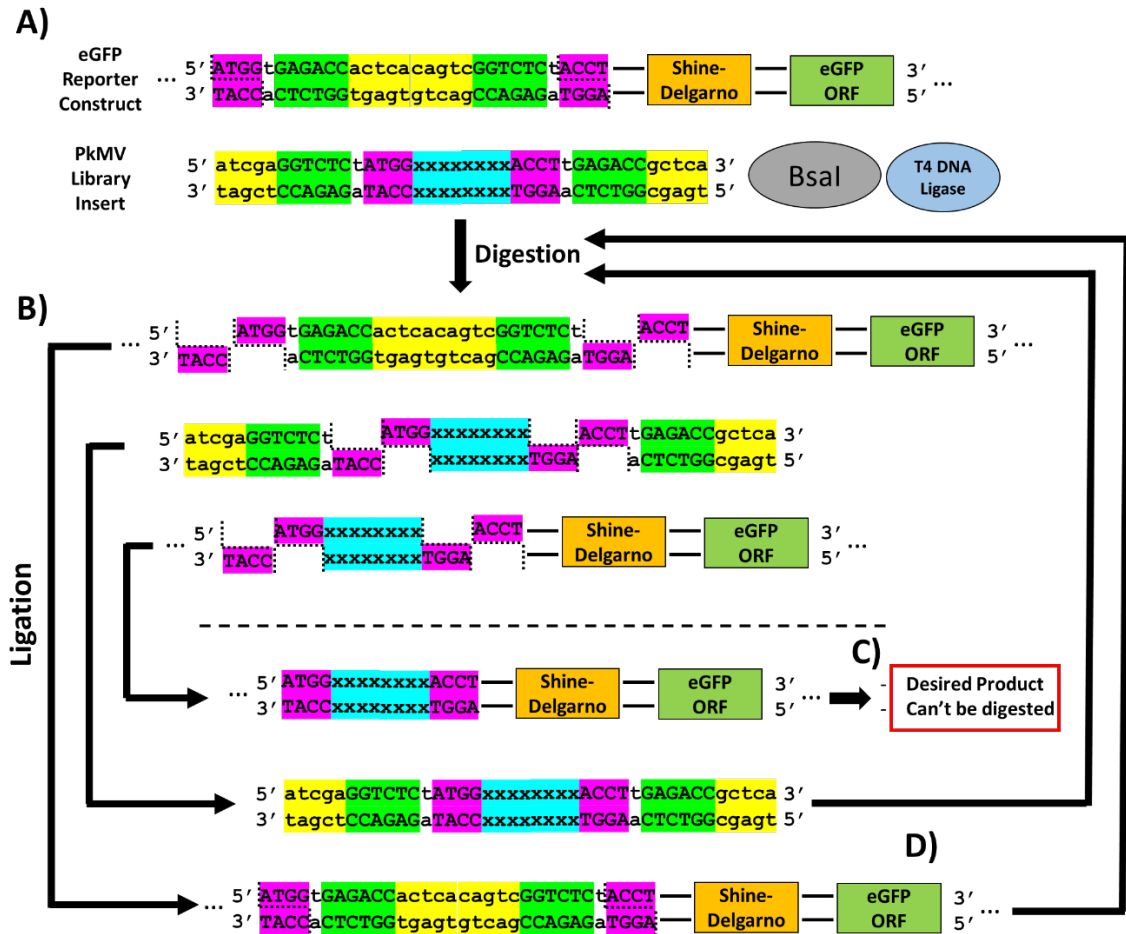 A)
eGFP
Reporter
Construct
... 5′ ATGGtGAGACCactcacagtcGGTCTCtACCT Shine- eGFP 3′ ...
3′ TACCaCTCTGGtgagtgtcagCCAGAGaTGGA Delgarno ORF 5′
PkMV
Library
Insert
5′ atcgaGGTCTCtATGGxxxxxxxxACCTtGAGACCgctca 3′
3′ tagctCCAGAGaTACCxxxxxxxxTGGAaCTCTGGcgagt 5′
BsaI
T4 DNA
Ligase
Digestion
B)
... 5′ ATGGtGAGACCactcacagtcGGTCTCt ACCT Shine- eGFP 3′ ...
3′ TACC aCTCTGGtgagtgtcagCCAGAGaTGGA Delgarno ORF 5′
5′ atcgaGGTCTCt ATGGxxxxxxxx ACCTtGAGACCgctca 3′
3′ tagctCCAGAGaTACC xxxxxxxxTGGA aCTCTGGcgagt 5′
... 5′ ATGGxxxxxxxx ACCT Shine- eGFP 3′ ...
3′ TACC xxxxxxxxTGGA Delgarno ORF 5′
Ligation
C)
... 5′ ATGGxxxxxxxxACCT Shine- eGFP 3′ ...
3′ TACCxxxxxxxxTGGA Delgarno ORF 5′
- Desired Product
- Can’t be digested
5′ atcgaGGTCTCtATGGxxxxxxxxACCTtGAGACCgctca 3′
3′ tagctCCAGAGaTACCxxxxxxxxTGGAaCTCTGGcgagt 5′
D)
... 5′ ATGGtGAGACCactcacagtcGGTCTCtACCT Shine- eGFP 3′ ...
3′ TACCaCTCTGGtgagtgtcagCCAGAGaTGGA Delgarno ORF 5′